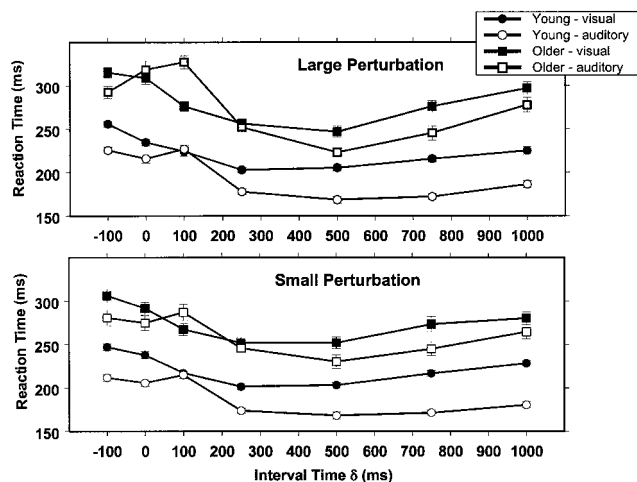 Young - visual
Young - auditory
Older - visual
Older - auditory
Large Perturbation
Reaction Time (ms)
300
250
200
150
-100 0 100 200 300 400 500 600 700 800 900 1000
Small Perturbation
Reaction Time (ms)
300
250
200
150
-100 0 100 200 300 400 500 600 700 800 900 1000
Interval Time δ (ms)